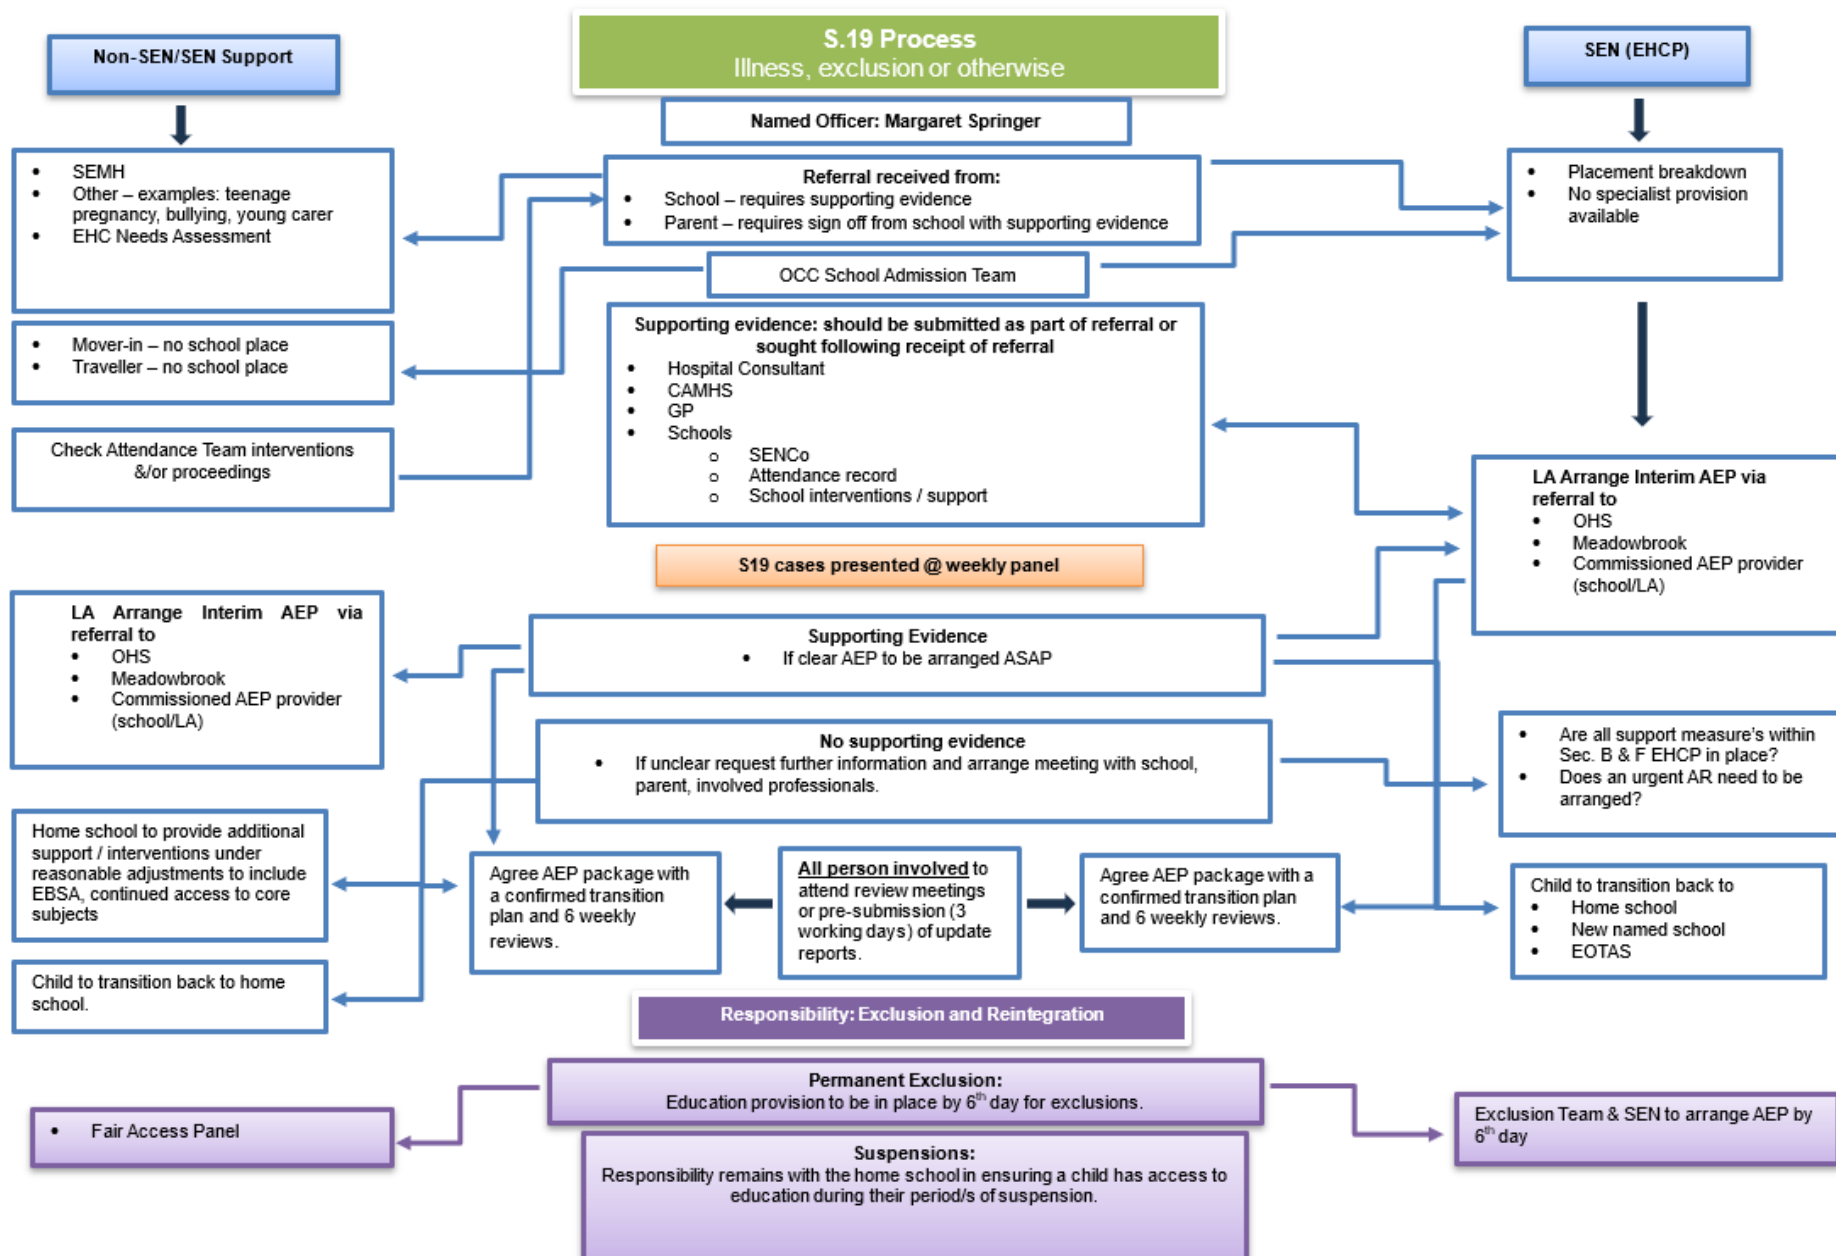 S.19 Process
Illness, exclusion or otherwise
Non-SEN/SEN Support
SEN (EHCP)
Named Officer: Margaret Springer
• SEMH
• Other – examples: teenage
pregnancy, bullying, young carer
• EHC Needs Assessment
Referral received from:
• School – requires supporting evidence
• Parent – requires sign off from school with supporting evidence
• Placement breakdown
• No specialist provision
available
OCC School Admission Team
• Mover-in – no school place
• Traveller – no school place
Supporting evidence: should be submitted as part of referral or
sought following receipt of referral
• Hospital Consultant
• CAMHS
• GP
• Schools
o SENCo
o Attendance record
o School interventions / support
Check Attendance Team interventions
&/or proceedings
LA Arrange Interim AEP via
referral to
• OHS
• Meadowbrook
• Commissioned AEP provider
(school/LA)
S19 cases presented @ weekly panel
LA Arrange Interim AEP via
referral to
• OHS
• Meadowbrook
• Commissioned AEP provider
(school/LA)
Supporting Evidence
• If clear AEP to be arranged ASAP
No supporting evidence
• If unclear request further information and arrange meeting with school,
parent, involved professionals.
• Are all support measure's within
Sec. B & F EHCP in place?
• Does an urgent AR need to be
arranged?
Home school to provide additional
support / interventions under
reasonable adjustments to include
EBSA, continued access to core
subjects
Agree AEP package with
a confirmed transition
plan and 6 weekly
reviews.
All person involved to
attend review meetings
or pre-submission (3
working days) of update
reports.
Agree AEP package with a
confirmed transition plan
and 6 weekly reviews.
Child to transition back to
• Home school
• New named school
• EOTAS
Child to transition back to home
school.
Responsibility: Exclusion and Reintegration
Permanent Exclusion:
Education provision to be in place by 6th day for exclusions.
• Fair Access Panel
Exclusion Team & SEN to arrange AEP by
6th day
Suspensions:
Responsibility remains with the home school in ensuring a child has access to
education during their period/s of suspension.